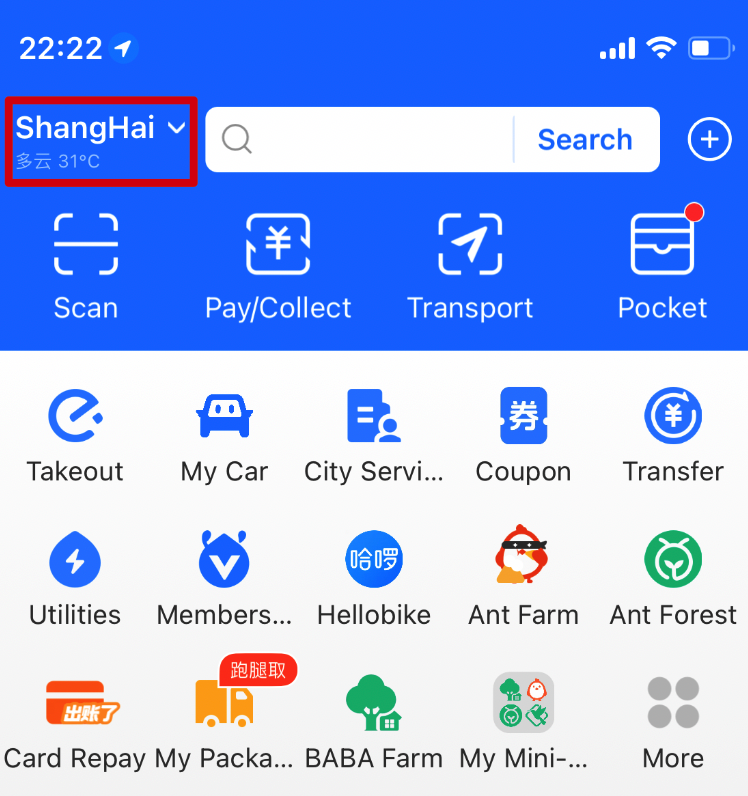 22:22
ShangHai
多云 31°C
Search
¥
Scan
Pay/Collect
Transport
Pocket
券
¥
Takeout
My Car
City Servi...
Coupon
Transfer
哈啰
Utilities
Members...
Hellobike
Ant Farm
Ant Forest
出账了
跑腿取
Card Repay
My Packa...
BABA Farm
My Mini-...
More